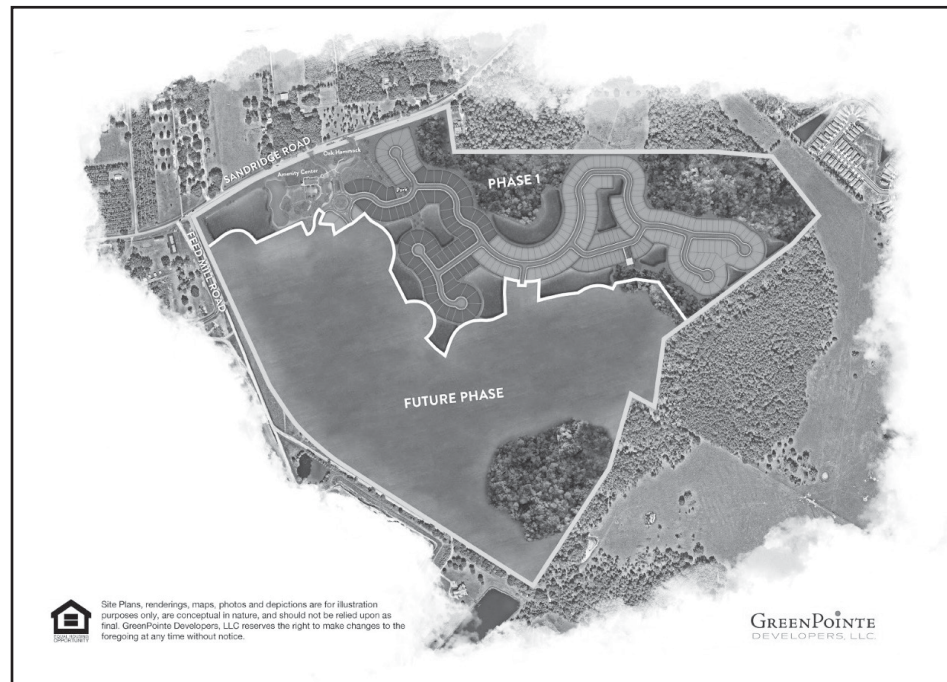 SANDRIDGE ROAD
Oak Hammock
Amenity Center
Park
PHASE 1
FEED MILL ROAD
FUTURE PHASE
EQUAL HOUSING
OPPORTUNITY
Site Plans, renderings, maps, photos and depictions are for illustration
purposes only, are conceptual in nature, and should not be relied upon as
final. GreenPointe Developers, LLC reserves the right to make changes to the
foregoing at any time without notice.
GREENPOINTE
DEVELOPERS, LLC.